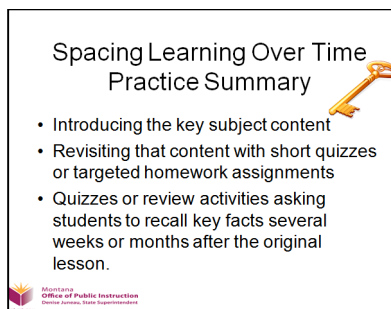 Spacing Learning Over Time
Practice Summary
• Introducing the key subject content
• Revisiting that content with short quizzes
or targeted homework assignments
• Quizzes or review activities asking
students to recall key facts several
weeks or months after the original
lesson.
Montana
Office of Public Instruction
Denise Juneau, State Superintendent